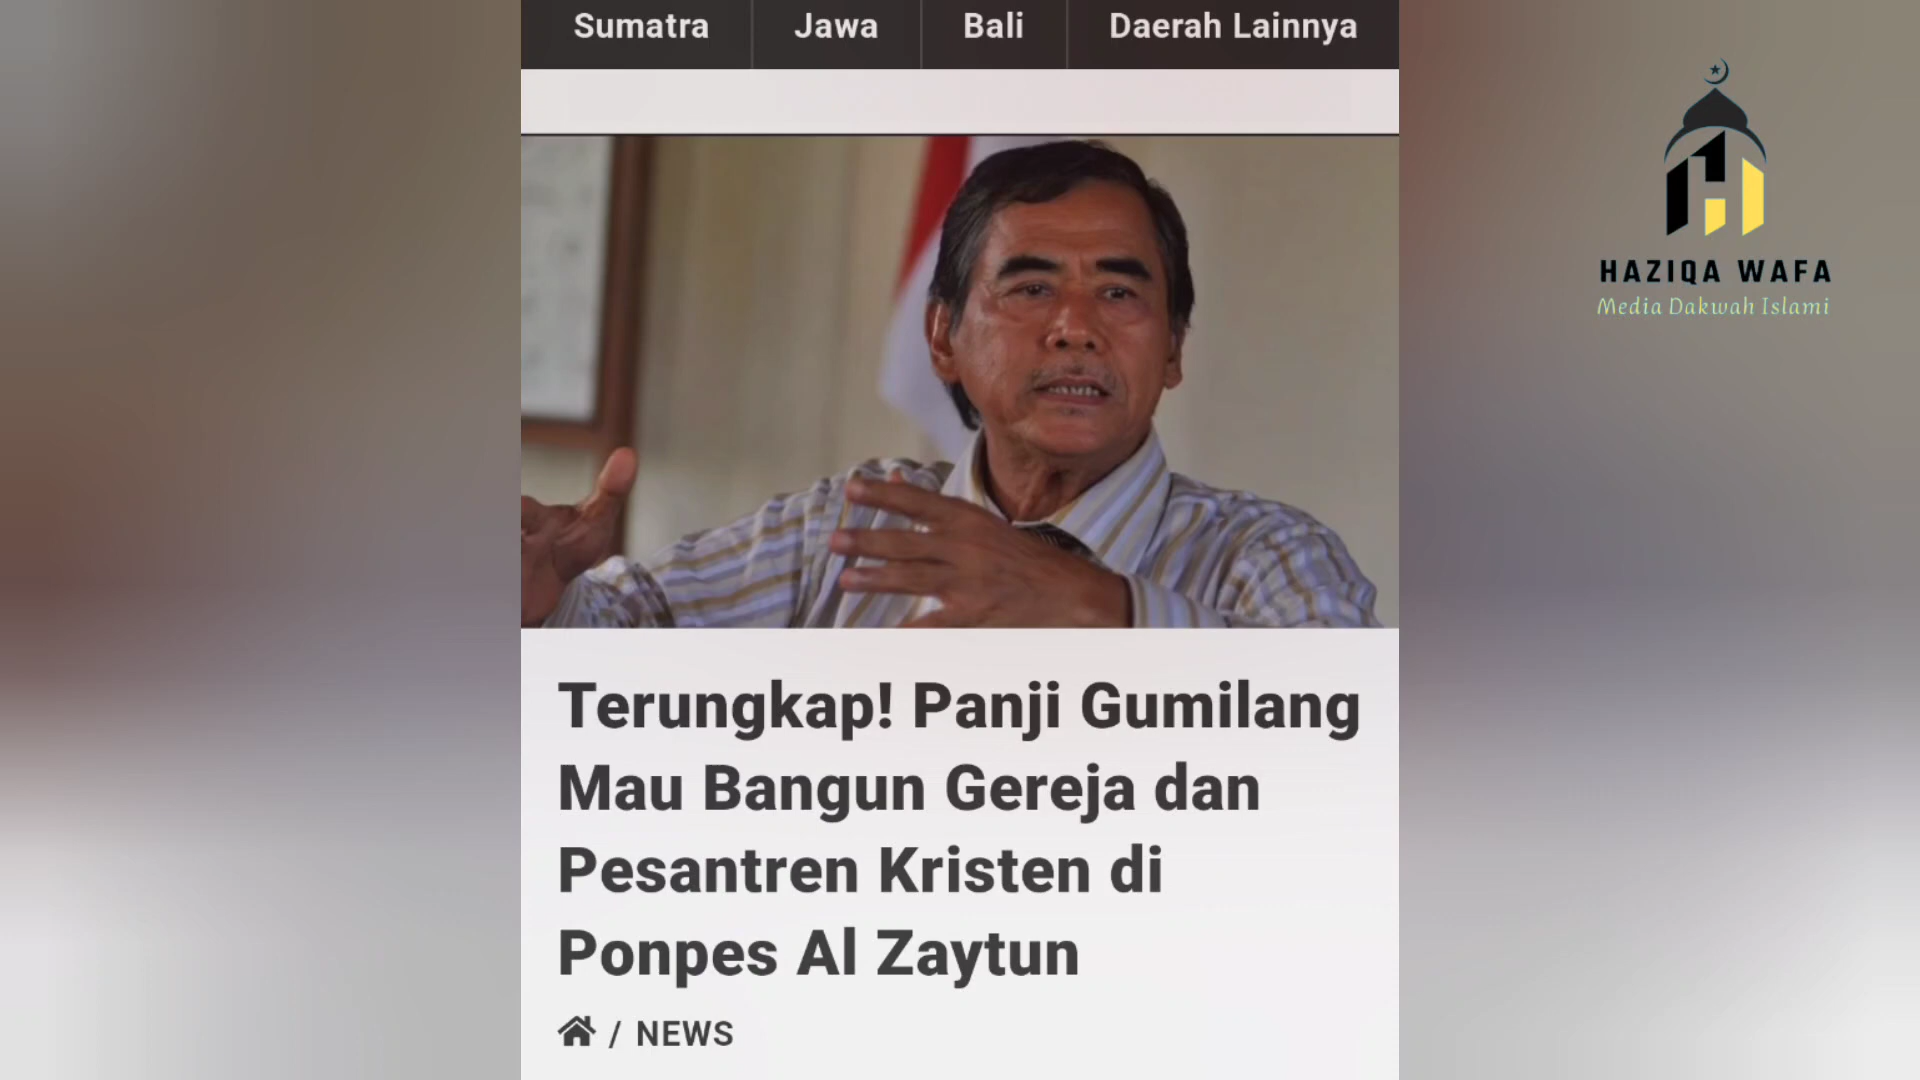 Sumatra
Jawa
Bali
Daerah Lainnya
HAZIQA WAFA
Media Dakwah Islami
Terungkap! Panji Gumilang
Mau Bangun Gereja dan
Pesantren Kristen di
Ponpes Al Zaytun
/ NEWS